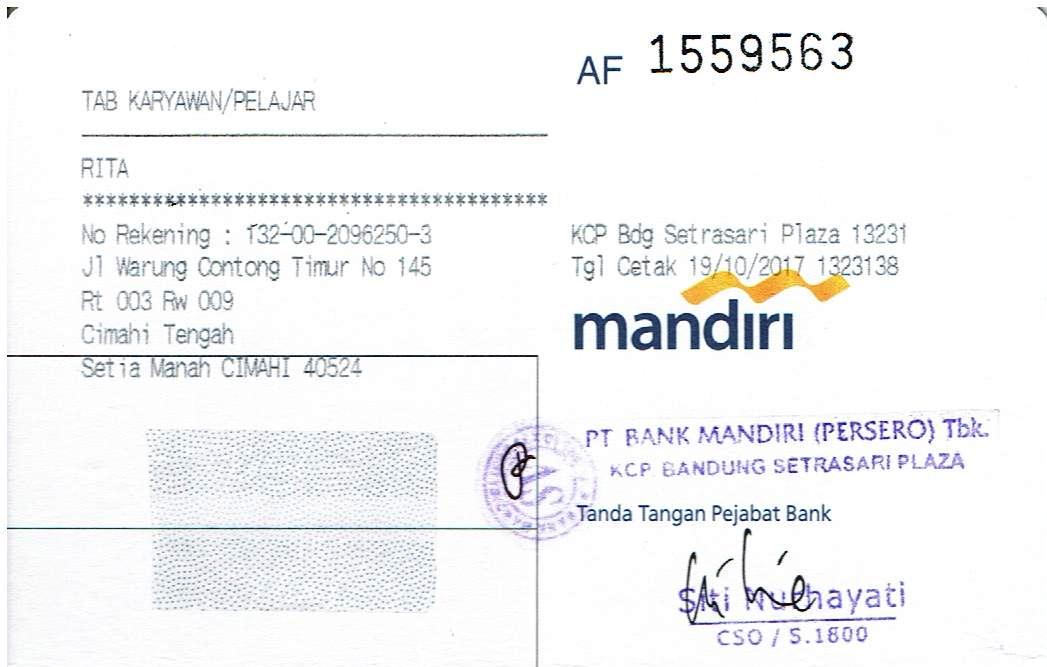 AF 1559563
TAB KARYAWAN/PELAJAR
RITA
****************************************
No Rekening : 132-00-2096250-3
Jl Warung Contong Timur No 145
Rt 003 Rw 009
Cimahi Tengah
Setia Manah CIMAHI 40524
KCP Bdg Setrasari Plaza 13231
Tgl Cetak 19/10/2017 1323138
mandiri
PT BANK MANDIRI (PERSERO) Tbk.
KCP BANDUNG SETRASARI PLAZA
Tanda Tangan Pejabat Bank
Siti Nurhayati
CSO / S.1800